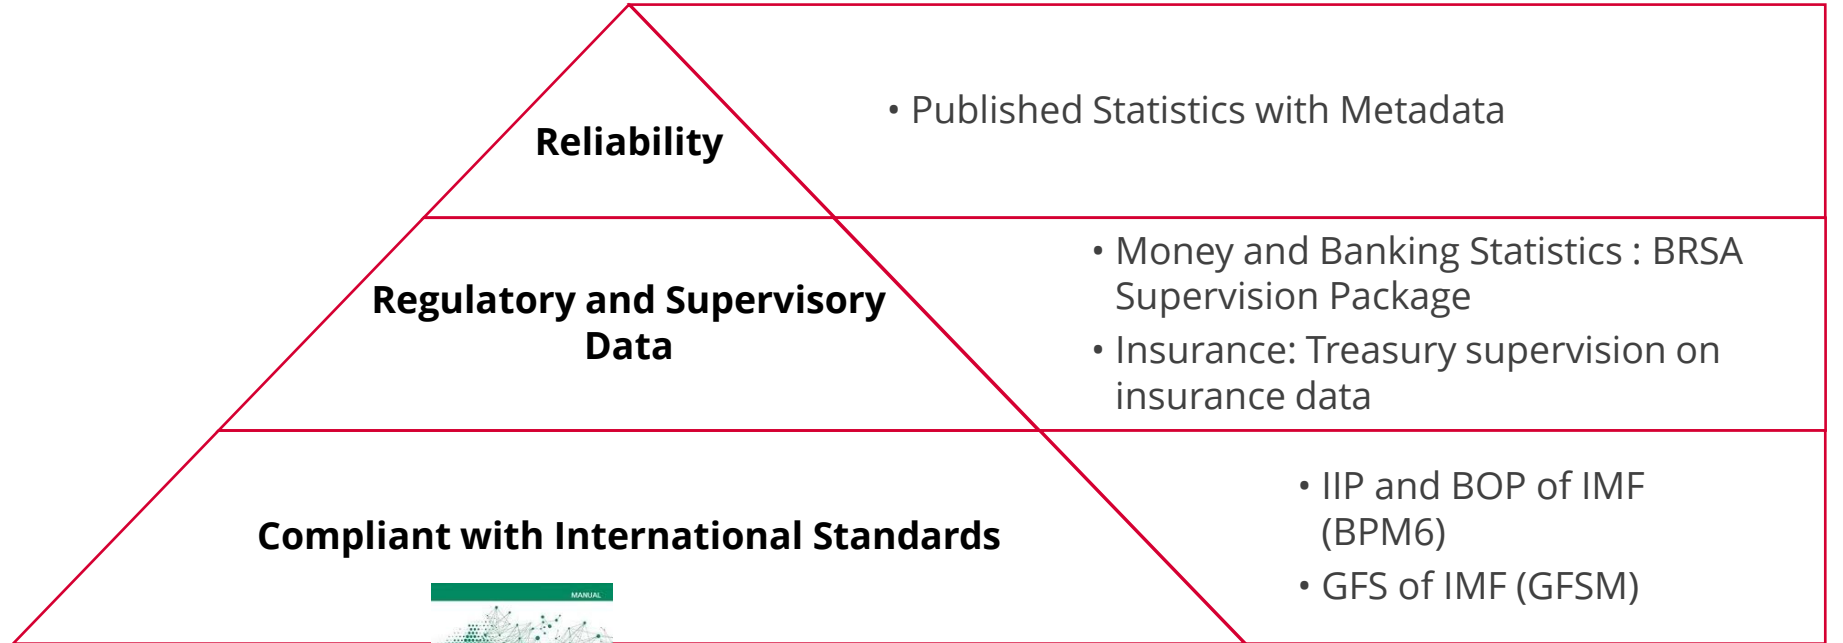 Reliability
• Published Statistics with Metadata
Regulatory and Supervisory
Data
• Money and Banking Statistics : BRSA
Supervision Package
• Insurance: Treasury supervision on
insurance data
Compliant with International Standards
• IIP and BOP of IMF
(BPM6)
• GFS of IMF (GFSM)
MANUAL